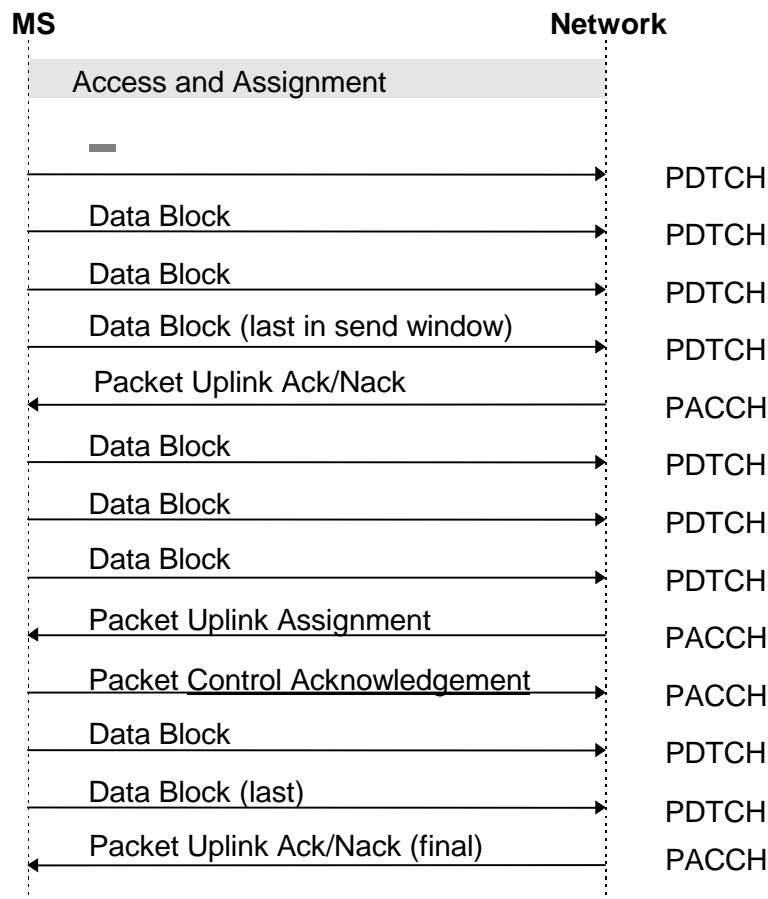 MS Network
Access and Assignment
PDTCH
Data Block PDTCH
Data Block PDTCH
Data Block (last in send window) PDTCH
Packet Uplink Ack/Nack PACCH
Data Block PDTCH
Data Block PDTCH
Data Block PDTCH
Packet Uplink Assignment PACCH
Packet Control Acknowledgement PACCH
Data Block PDTCH
Data Block (last) PDTCH
Packet Uplink Ack/Nack (final) PACCH